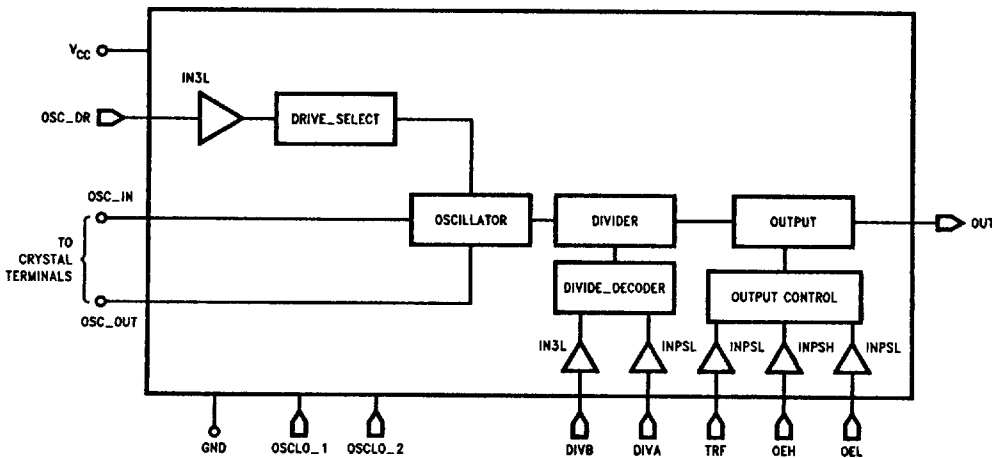 V_CC
IN3L
OSC_DR
DRIVE_SELECT
OSC_IN
OSCILLATOR
DIVIDER
OUTPUT
OUT
TO
CRYSTAL
TERMINALS
DIVIDE_DECODER
OUTPUT CONTROL
OSC_OUT
IN3L
INPSL
INPSL
INPSH
INPSL
GND
OSCLO_1
OSCLO_2
DIVB
DIVA
TRF
OEH
OEL